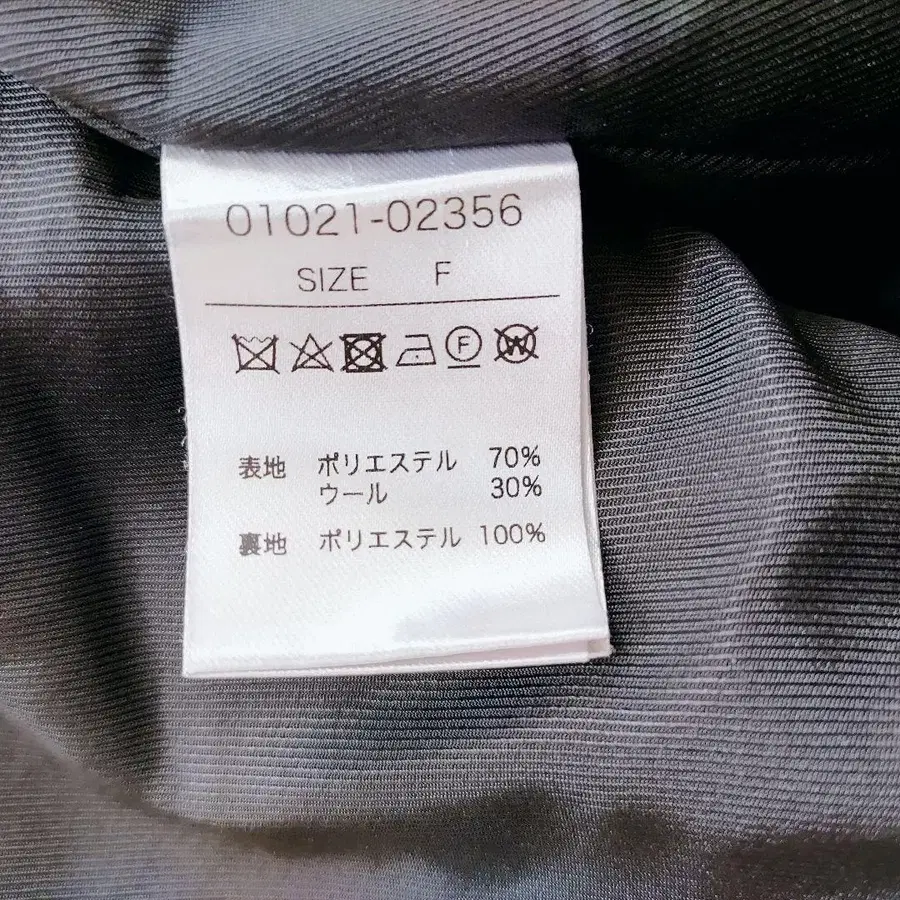 01021-02356
SIZE F
表地 ポリエステル 70%
ウール 30%
裏地 ポリエステル 100%